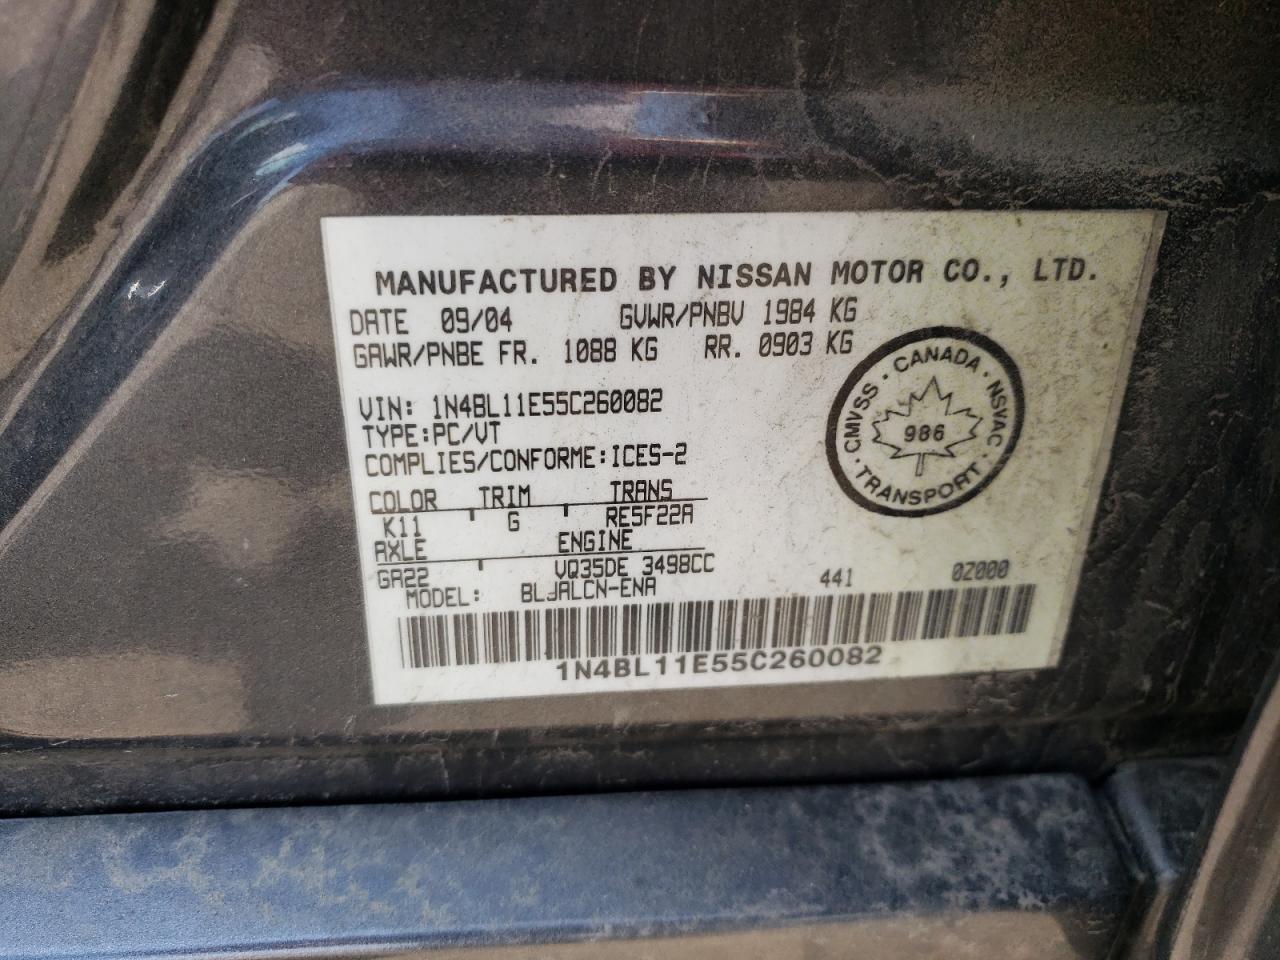 MANUFACTURED BY NISSAN MOTOR CO., LTD.
DATE 09/04 GVWR/PNBV 1984 KG
GAWR/PNBE FR. 1088 KG RR. 0903 KG
VIN: 1N4BL11E55C260082
TYPE:PC/VT
COMPLIES/CONFORME:ICES-2
COLOR TRIM TRANS
K11 G RE5F22A
AXLE ENGINE
GA22 VQ35DE 3498CC
MODEL: BLJALCN-ENA 441 0Z000
1N4BL11E55C260082
CMVSS · CANADA · NSVAC · TRANSPORT ·
986